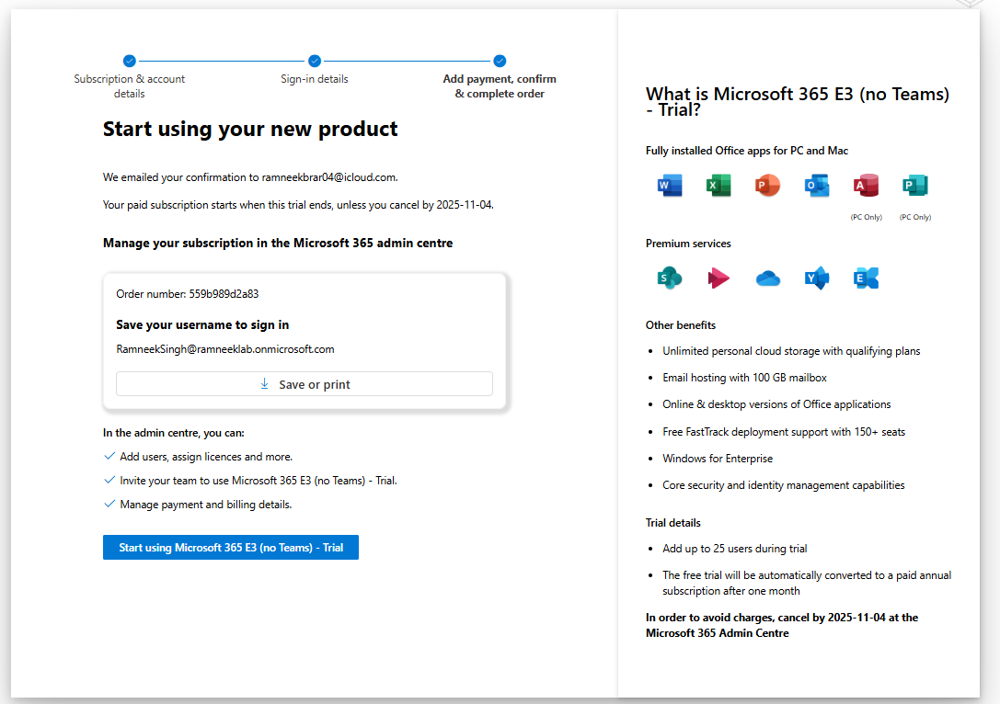 Subscription & account
details
Sign-in details
Add payment, confirm
& complete order
Start using your new product
We emailed your confirmation to ramneekbrar04@icloud.com.
Your paid subscription starts when this trial ends, unless you cancel by 2025-11-04.
Manage your subscription in the Microsoft 365 admin centre
Order number: 559b989d2a83
Save your username to sign in
RamneekSingh@ramneeklab.onmicrosoft.com
Save or print
In the admin centre, you can:
Add users, assign licences and more.
Invite your team to use Microsoft 365 E3 (no Teams) - Trial.
Manage payment and billing details.
Start using Microsoft 365 E3 (no Teams) - Trial
What is Microsoft 365 E3 (no Teams)
- Trial?
Fully installed Office apps for PC and Mac
W X P O A P
(PC Only) (PC Only)
Premium services
S Y E
Other benefits
• Unlimited personal cloud storage with qualifying plans
• Email hosting with 100 GB mailbox
• Online & desktop versions of Office applications
• Free FastTrack deployment support with 150+ seats
• Windows for Enterprise
• Core security and identity management capabilities
Trial details
• Add up to 25 users during trial
• The free trial will be automatically converted to a paid annual
subscription after one month
In order to avoid charges, cancel by 2025-11-04 at the
Microsoft 365 Admin Centre